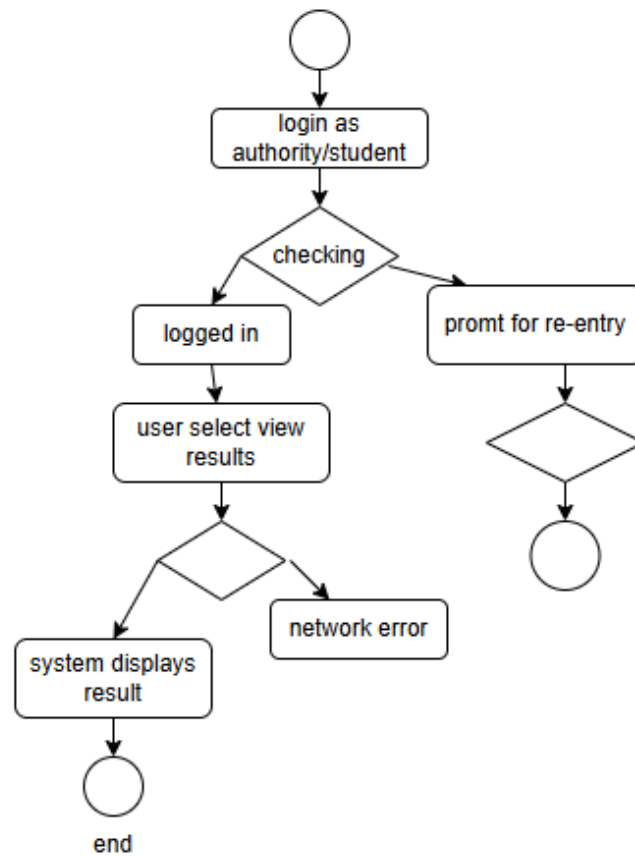 login as
authority/student
checking
logged in
promt for re-entry
user select view
results
network error
system displays
result
end